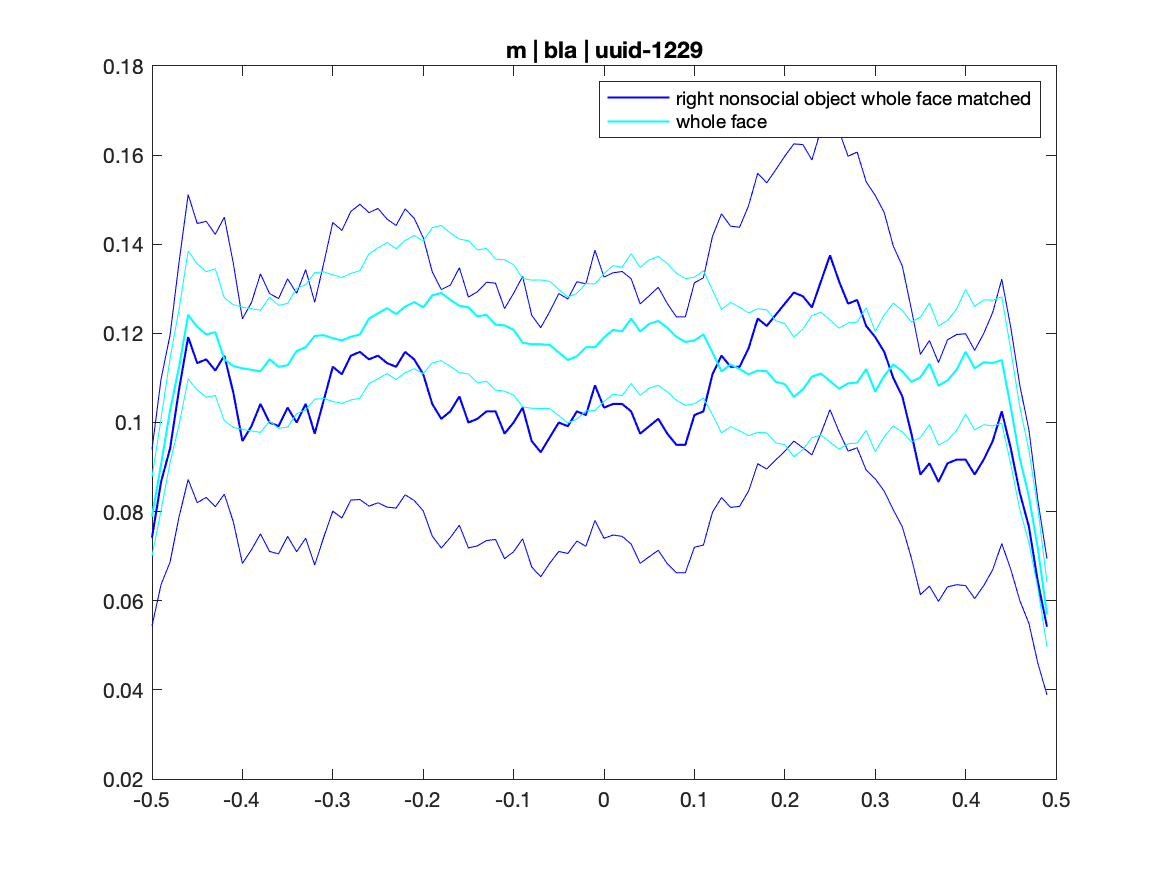 m | bla | uuid-1229
right nonsocial object whole face matched
whole face
0.18
0.16
0.14
0.12
0.1
0.08
0.06
0.04
0.02
-0.5 -0.4 -0.3 -0.2 -0.1 0 0.1 0.2 0.3 0.4 0.5